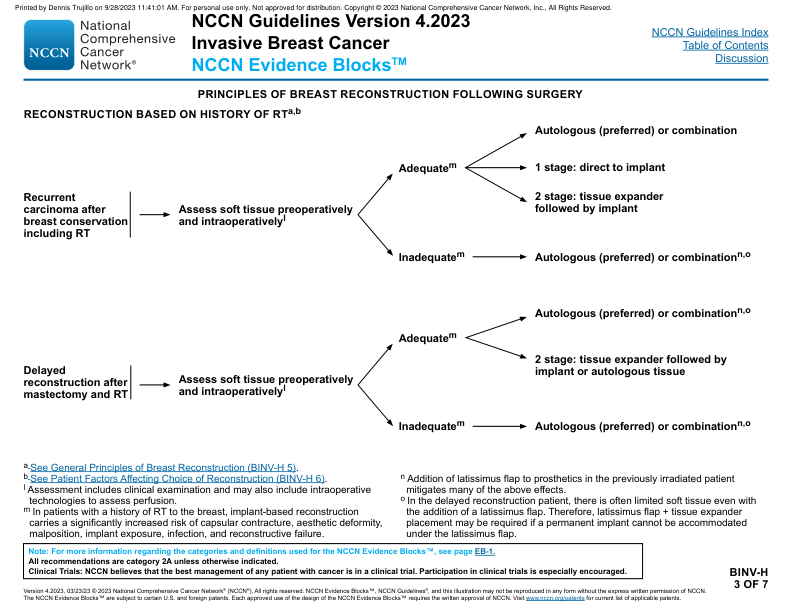 Printed by Dennis Trujillo on 9/28/2023 11:41:01 AM. For personal use only. Not approved for distribution. Copyright © 2023 National Comprehensive Cancer Network, Inc., All Rights Reserved.
NCCN
National
Comprehensive
Cancer
Network®
NCCN Guidelines Version 4.2023
Invasive Breast Cancer
NCCN Evidence Blocks™
NCCN Guidelines Index
Table of Contents
Discussion
PRINCIPLES OF BREAST RECONSTRUCTION FOLLOWING SURGERY
RECONSTRUCTION BASED ON HISTORY OF RTa,b
Recurrent
carcinoma after
breast conservation
including RT
Assess soft tissue preoperatively
and intraoperativelyl
Adequatem
Autologous (preferred) or combination
1 stage: direct to implant
2 stage: tissue expander
followed by implant
Inadequatem
Autologous (preferred) or combinationn,o
Delayed
reconstruction after
mastectomy and RT
Assess soft tissue preoperatively
and intraoperativelyl
Adequatem
Autologous (preferred) or combinationn,o
2 stage: tissue expander followed by
implant or autologous tissue
Inadequatem
Autologous (preferred) or combinationn,o
a.See General Principles of Breast Reconstruction (BINV-H 5).
b.See Patient Factors Affecting Choice of Reconstruction (BINV-H 6).
l Assessment includes clinical examination and may also include intraoperative
technologies to assess perfusion.
m In patients with a history of RT to the breast, implant-based reconstruction
carries a significantly increased risk of capsular contracture, aesthetic deformity,
malposition, implant exposure, infection, and reconstructive failure.
n Addition of latissimus flap to prosthetics in the previously irradiated patient
mitigates many of the above effects.
o In the delayed reconstruction patient, there is often limited soft tissue even with
the addition of a latissimus flap. Therefore, latissimus flap + tissue expander
placement may be required if a permanent implant cannot be accommodated
under the latissimus flap.
Note: For more information regarding the categories and definitions used for the NCCN Evidence Blocks™, see page EB-1.
All recommendations are category 2A unless otherwise indicated.
Clinical Trials: NCCN believes that the best management of any patient with cancer is in a clinical trial. Participation in clinical trials is especially encouraged.
BINV-H
3 OF 7
Version 4.2023, 03/23/23 © 2023 National Comprehensive Cancer Network® (NCCN®), All rights reserved. NCCN Evidence Blocks™, NCCN Guidelines®, and this illustration may not be reproduced in any form without the express written permission of NCCN.
The NCCN Evidence Blocks™ are subject to certain U.S. and foreign patents. Each approved use of the design of the NCCN Evidence Blocks™ requires the written approval of NCCN. Visit www.nccn.org/patents for current list of applicable patents.